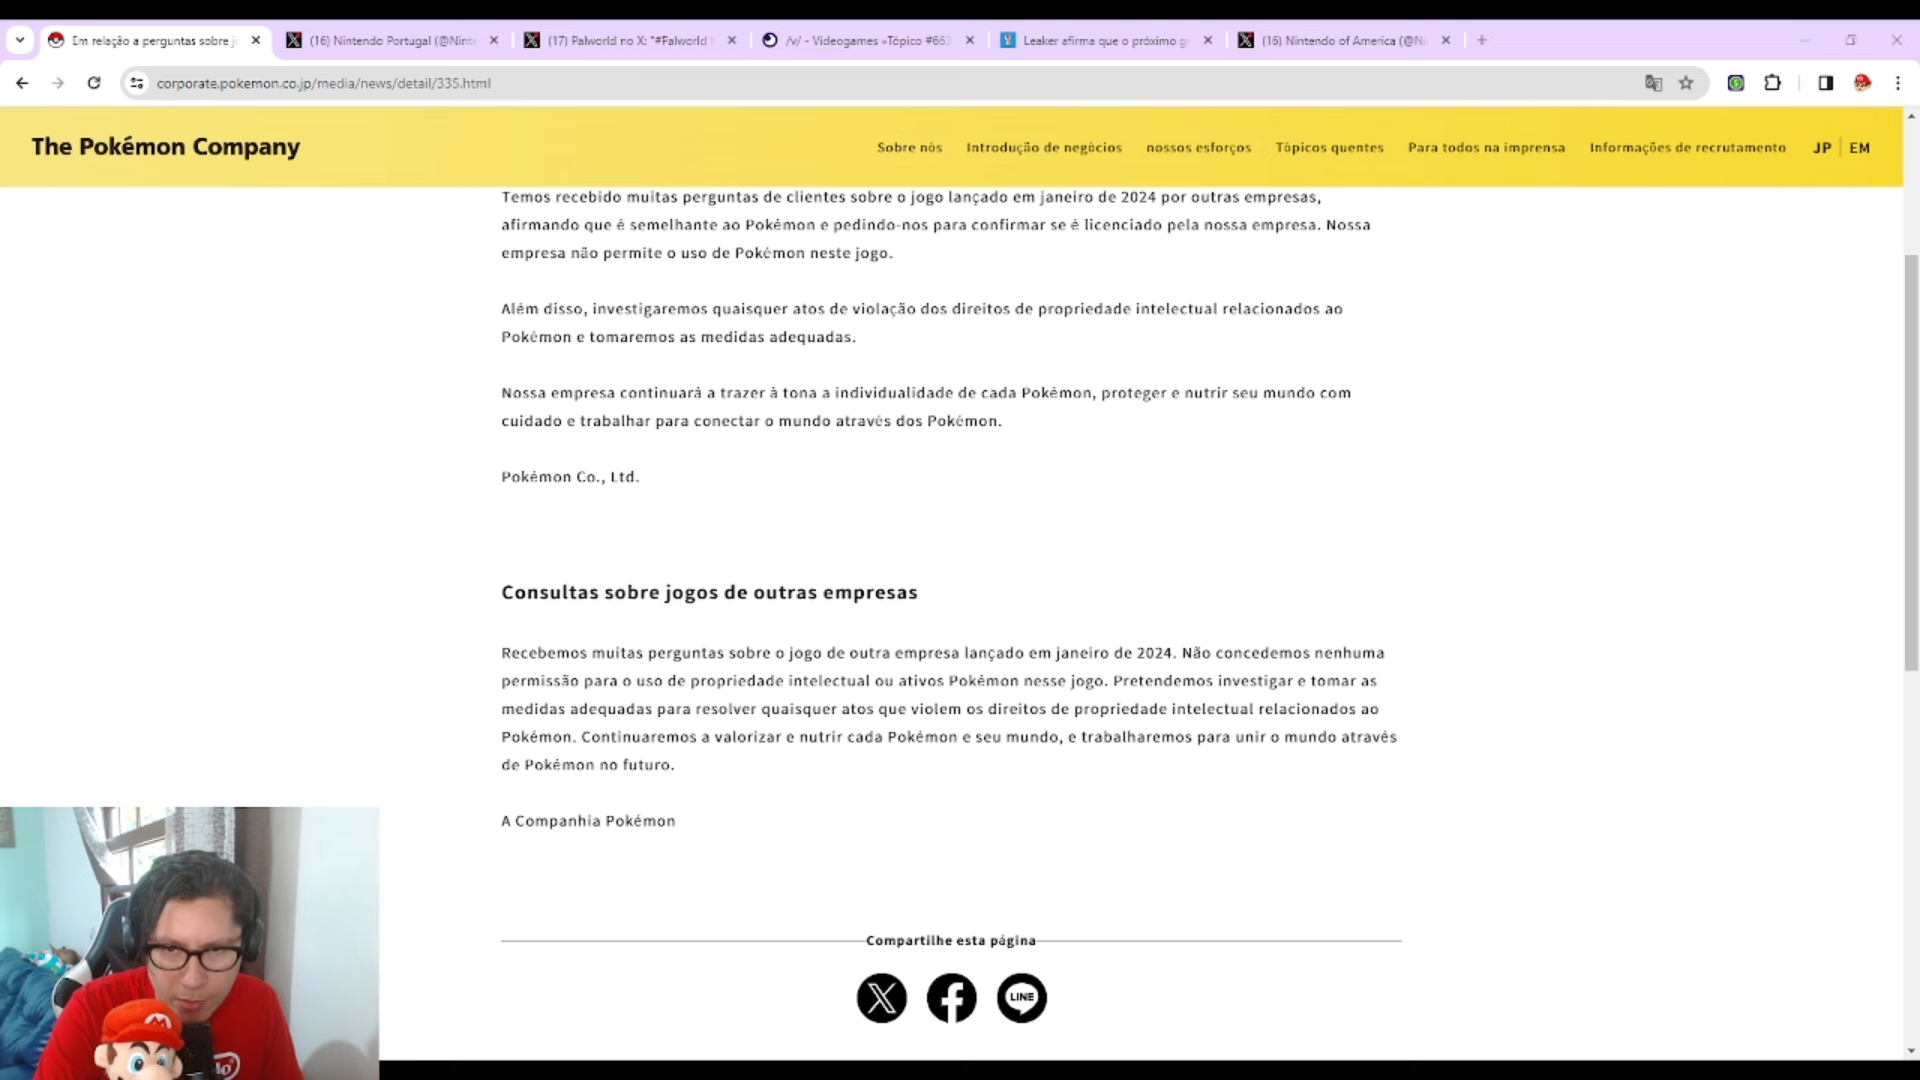 Em relação a perguntas sobre jo
(16) Nintendo Portugal (@Ninte
(17) Palworld no X: "#Palworld
/v/ - Videogames » Tópico #663
Leaker afirma que o próximo gr
(16) Nintendo of America (@Ni
corporate.pokemon.co.jp/media/news/detail/335.html
The Pokémon Company
Sobre nós
Introdução de negócios
nossos esforços
Tópicos quentes
Para todos na imprensa
Informações de recrutamento
JP | EM
Temos recebido muitas perguntas de clientes sobre o jogo lançado em janeiro de 2024 por outras empresas,
afirmando que é semelhante ao Pokémon e pedindo-nos para confirmar se é licenciado pela nossa empresa. Nossa
empresa não permite o uso de Pokémon neste jogo.
Além disso, investigaremos quaisquer atos de violação dos direitos de propriedade intelectual relacionados ao
Pokémon e tomaremos as medidas adequadas.
Nossa empresa continuará a trazer à tona a individualidade de cada Pokémon, proteger e nutrir seu mundo com
cuidado e trabalhar para conectar o mundo através dos Pokémon.
Pokémon Co., Ltd.
Consultas sobre jogos de outras empresas
Recebemos muitas perguntas sobre o jogo de outra empresa lançado em janeiro de 2024. Não concedemos nenhuma
permissão para o uso de propriedade intelectual ou ativos Pokémon nesse jogo. Pretendemos investigar e tomar as
medidas adequadas para resolver quaisquer atos que violem os direitos de propriedade intelectual relacionados ao
Pokémon. Continuaremos a valorizar e nutrir cada Pokémon e seu mundo, e trabalharemos para unir o mundo através
de Pokémon no futuro.
A Companhia Pokémon
Compartilhe esta página
LINE